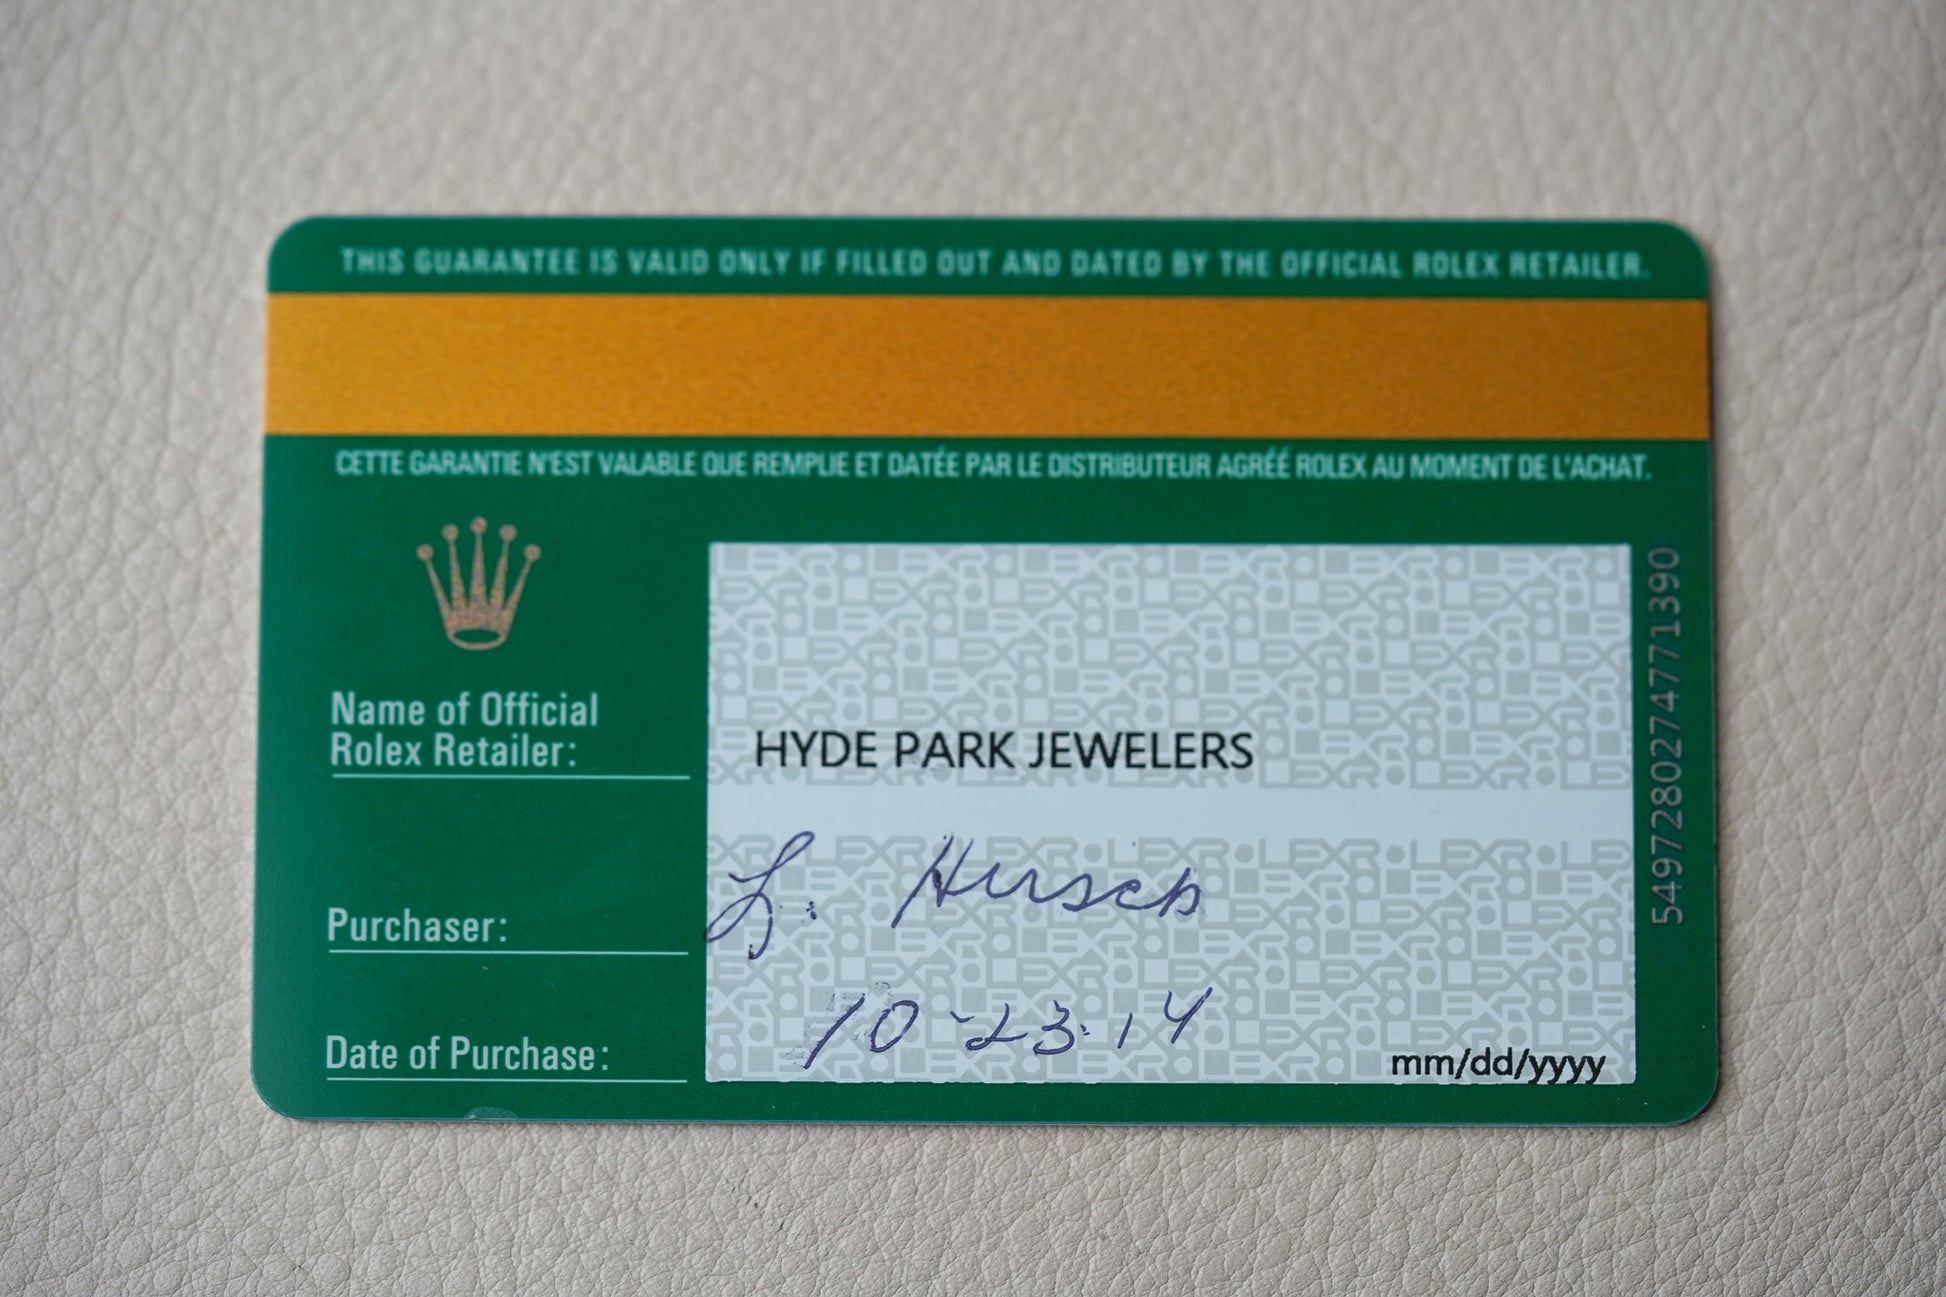 THIS GUARANTEE IS VALID ONLY IF FILLED OUT AND DATED BY THE OFFICIAL ROLEX RETAILER.
CETTE GARANTIE N'EST VALABLE QUE REMPLIE ET DATÉE PAR LE DISTRIBUTEUR AGRÉÉ ROLEX AU MOMENT DE L'ACHAT.
Name of Official
Rolex Retailer:
HYDE PARK JEWELERS
Purchaser:
L. Hirsch
Date of Purchase:
10-23-14
mm/dd/yyyy
5497280274771390